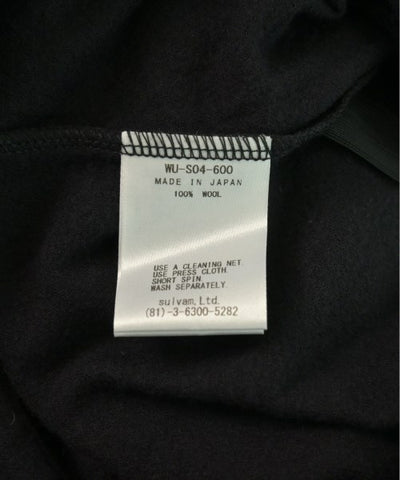 WU-S04-600
MADE IN JAPAN
100% WOOL
USE A CLEANING NET.
USE PRESS CLOTH.
SHORT SPIN.
WASH SEPARATELY.
sulvam,Ltd.
(81)-3-6300-5282